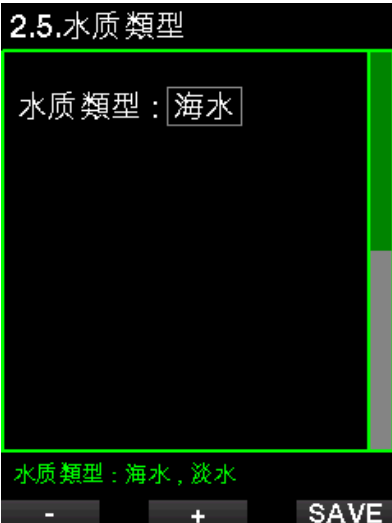 2.5.水质類型
水质類型 : 海水
水质類型 : 海水 , 淡水
- + SAVE